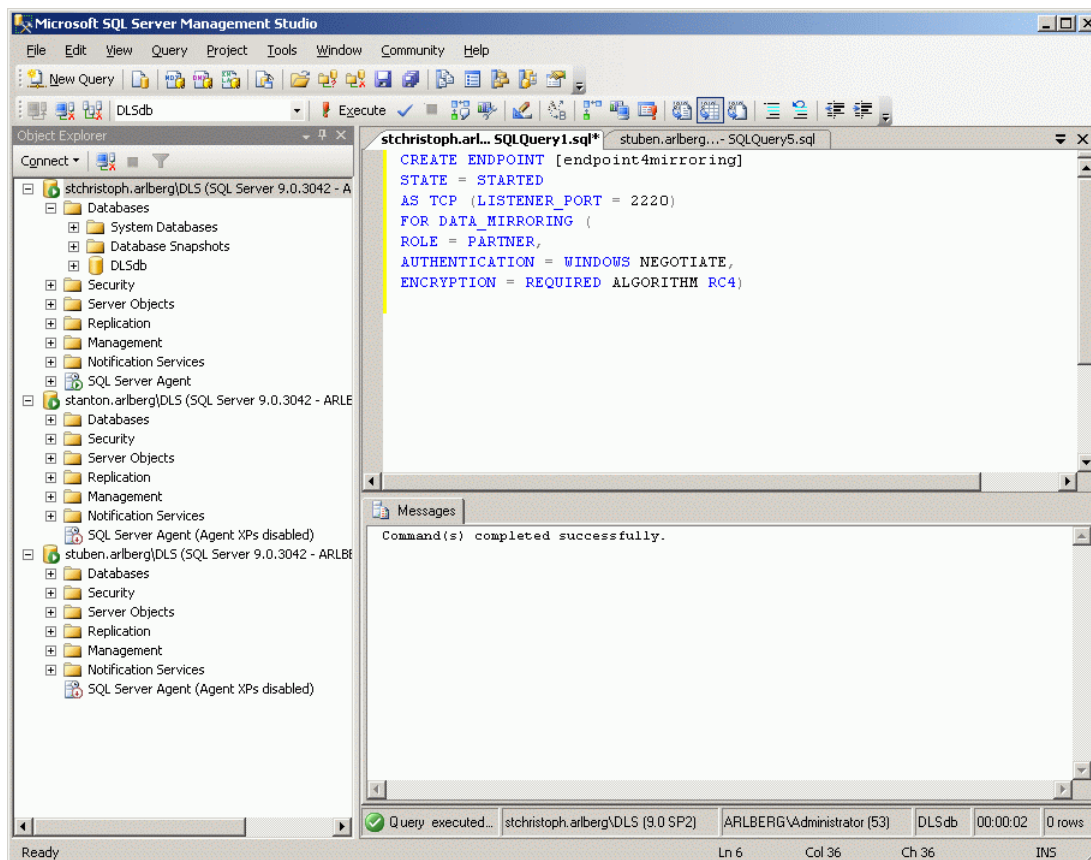 Microsoft SQL Server Management Studio
File Edit View Query Project Tools Window Community Help
New Query
DLSdb Execute
Object Explorer
Connect
stchristoph.arlberg\DLS (SQL Server 9.0.3042 - A
Databases
System Databases
Database Snapshots
DLSdb
Security
Server Objects
Replication
Management
Notification Services
SQL Server Agent
stanton.arlberg\DLS (SQL Server 9.0.3042 - ARLE
Databases
Security
Server Objects
Replication
Management
Notification Services
SQL Server Agent (Agent XPs disabled)
stuben.arlberg\DLS (SQL Server 9.0.3042 - ARLBE
Databases
Security
Server Objects
Replication
Management
Notification Services
SQL Server Agent (Agent XPs disabled)
stchristoph.arl... SQLQuery1.sql* stuben.arlberg...- SQLQuery5.sql
CREATE ENDPOINT [endpoint4mirroring]
STATE = STARTED
AS TCP (LISTENER_PORT = 2220)
FOR DATA_MIRRORING (
ROLE = PARTNER,
AUTHENTICATION = WINDOWS NEGOTIATE,
ENCRYPTION = REQUIRED ALGORITHM RC4)
Messages
Command(s) completed successfully.
Query executed... stchristoph.arlberg\DLS (9.0 SP2) ARLBERG\Administrator (53) DLSdb 00:00:02 0 rows
Ready Ln 6 Col 36 Ch 36 INS